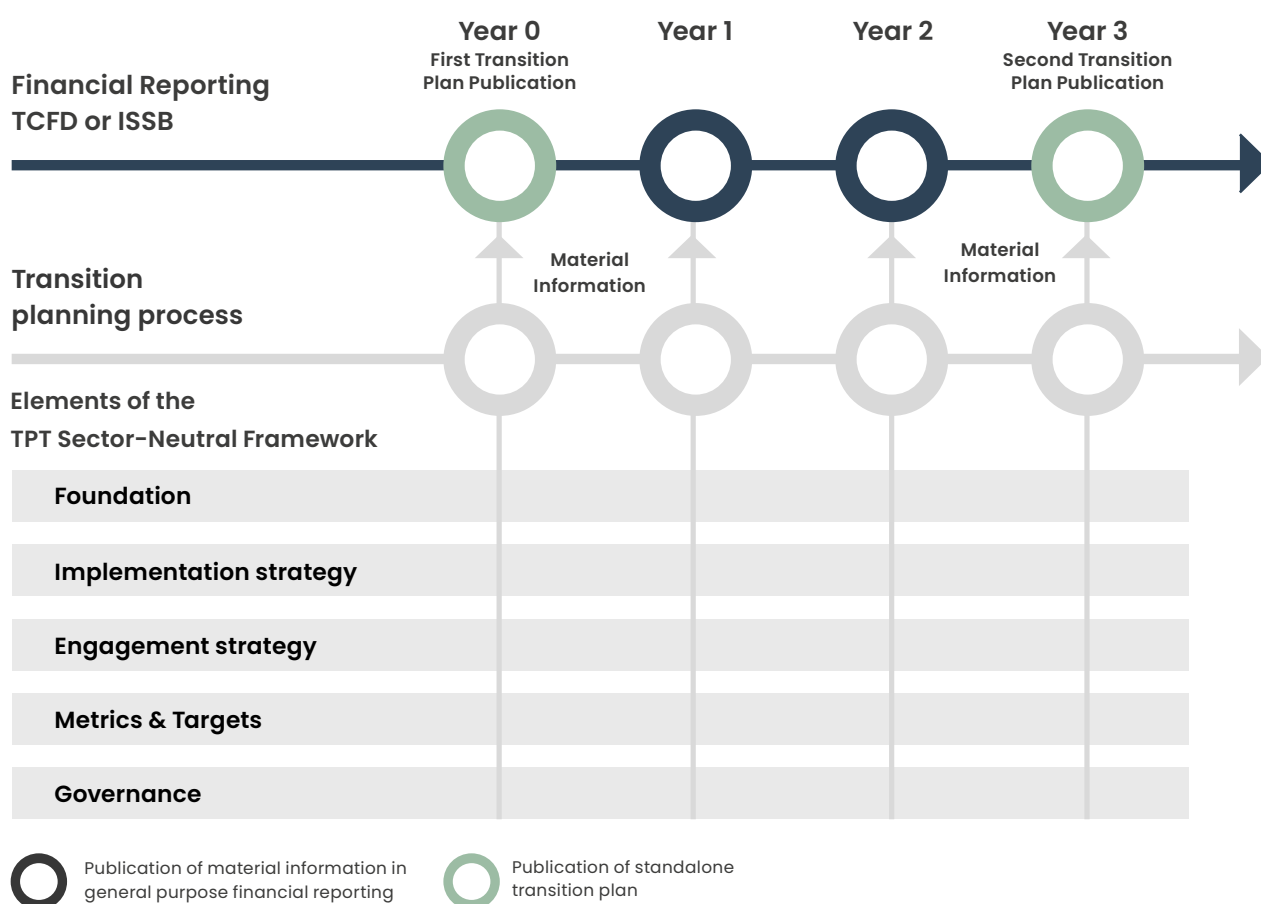 Year 0
First Transition
Plan Publication
Year 1
Year 2
Year 3
Second Transition
Plan Publication
Financial Reporting
TCFD or ISSB
Material
Information
Material
Information
Transition
planning process
Elements of the
TPT Sector-Neutral Framework
Foundation
Implementation strategy
Engagement strategy
Metrics & Targets
Governance
Publication of material information in
general purpose financial reporting
Publication of standalone
transition plan